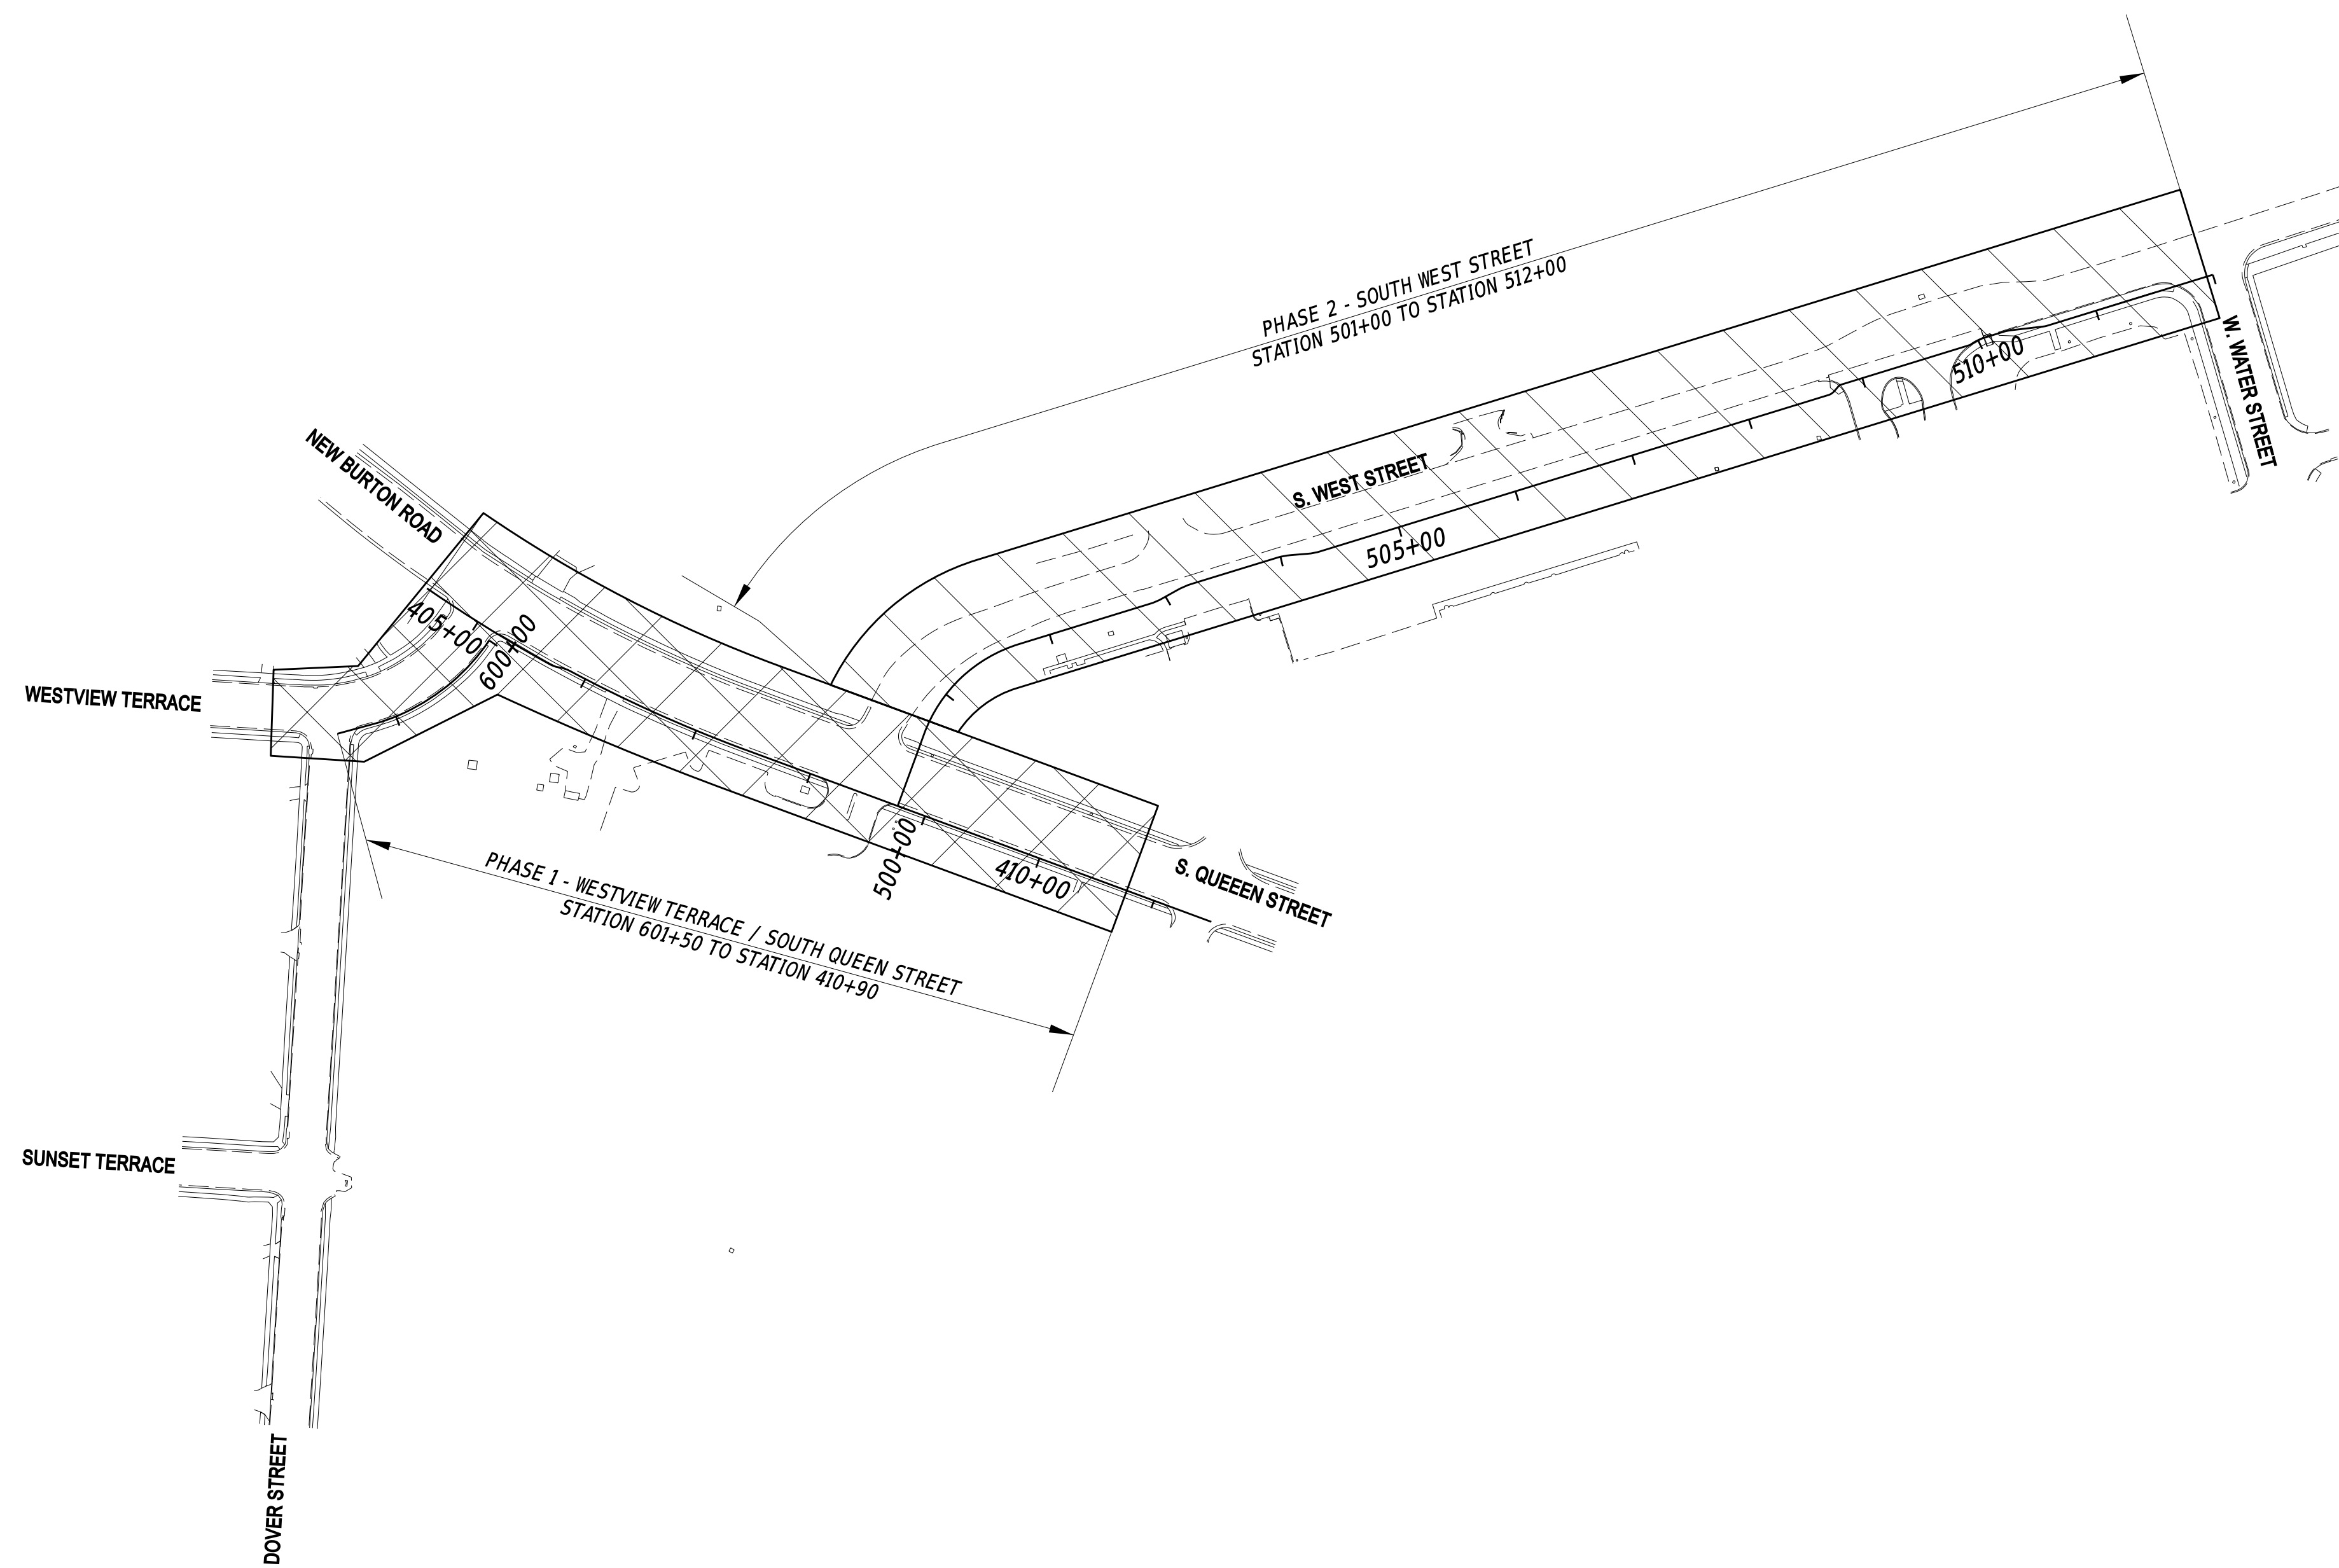 PHASE 2 - SOUTH WEST STREET
STATION 501+00 TO STATION 512+00
W. WATER STREET
510+00
S. WEST STREET
505+00
NEW BURTON ROAD
405+00
600+00
WESTVIEW TERRACE
500+00
410+00
S. QUEEEN STREET
PHASE 1 - WESTVIEW TERRACE / SOUTH QUEEN STREET
STATION 601+50 TO STATION 410+90
SUNSET TERRACE
DOVER STREET